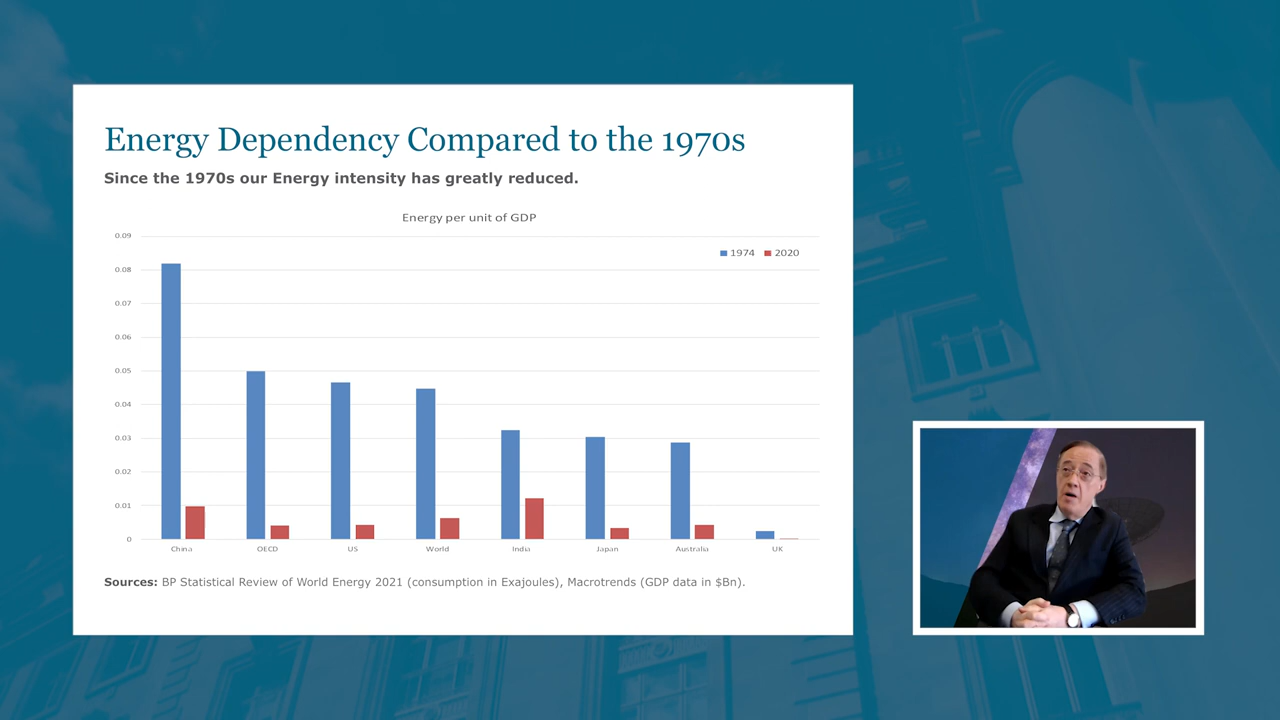 Energy Dependency Compared to the 1970s
Since the 1970s our Energy intensity has greatly reduced.
Energy per unit of GDP
0.09
1974 2020
0.08
0.07
0.06
0.05
0.04
0.03
0.02
0.01
0
China OECD US World India Japan Australia UK
Sources: BP Statistical Review of World Energy 2021 (consumption in Exajoules), Macrotrends (GDP data in $Bn).